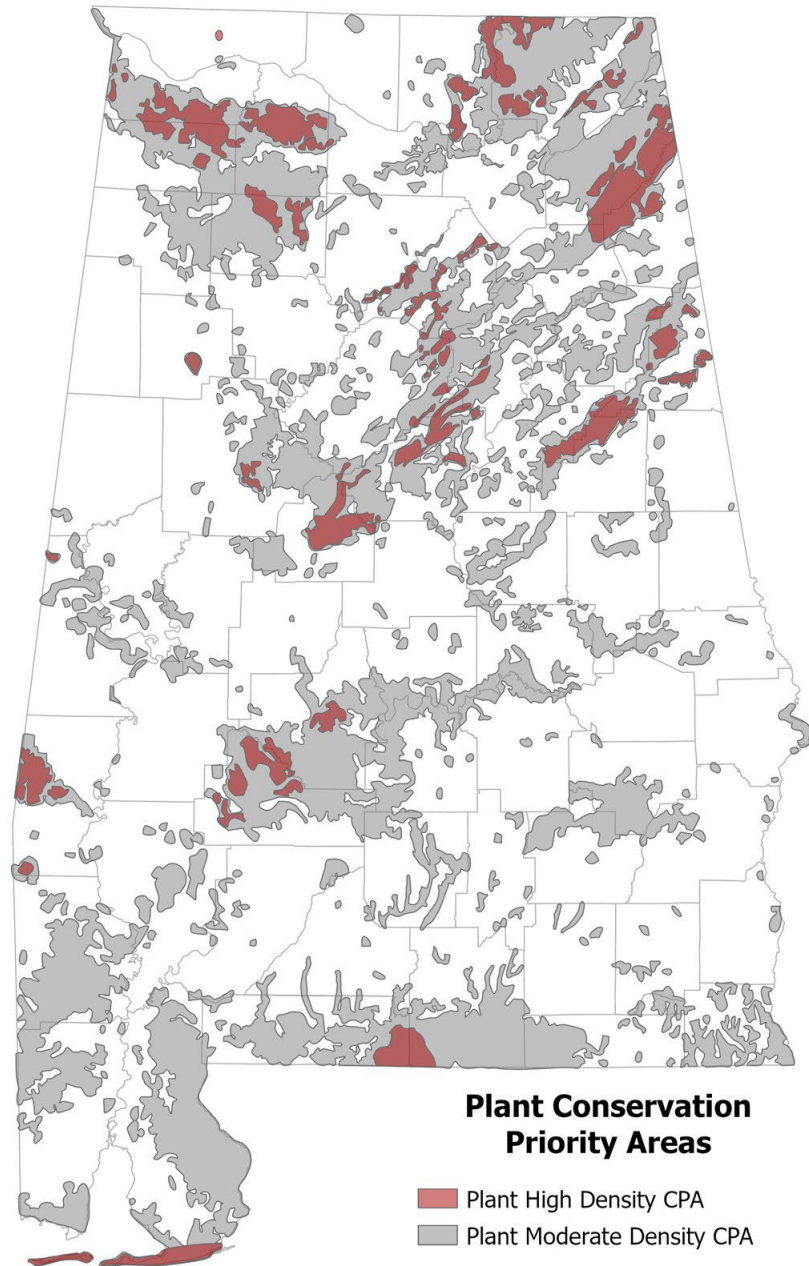 Plant Conservation
Priority Areas
Plant High Density CPA
Plant Moderate Density CPA